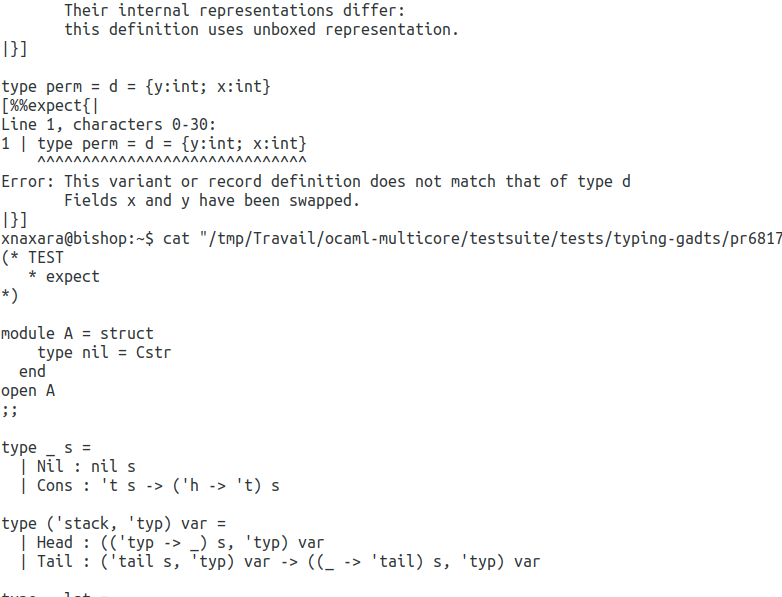 Their internal representations differ:
       this definition uses unboxed representation.
|}]

type perm = d = {y:int; x:int}
[%%expect{|
Line 1, characters 0-30:
1 | type perm = d = {y:int; x:int}
    ^^^^^^^^^^^^^^^^^^^^^^^^^^^^^^
Error: This variant or record definition does not match that of type d
       Fields x and y have been swapped.
|}]
xnaxara@bishop:~$ cat "/tmp/Travail/ocaml-multicore/testsuite/tests/typing-gadts/pr6817
(* TEST
   * expect
*)

module A = struct
    type nil = Cstr
  end
open A
;;

type _ s =
  | Nil : nil s
  | Cons : 't s -> ('h -> 't) s

type ('stack, 'typ) var =
  | Head : (('typ -> _) s, 'typ) var
  | Tail : ('tail s, 'typ) var -> ((_ -> 'tail) s, 'typ) var